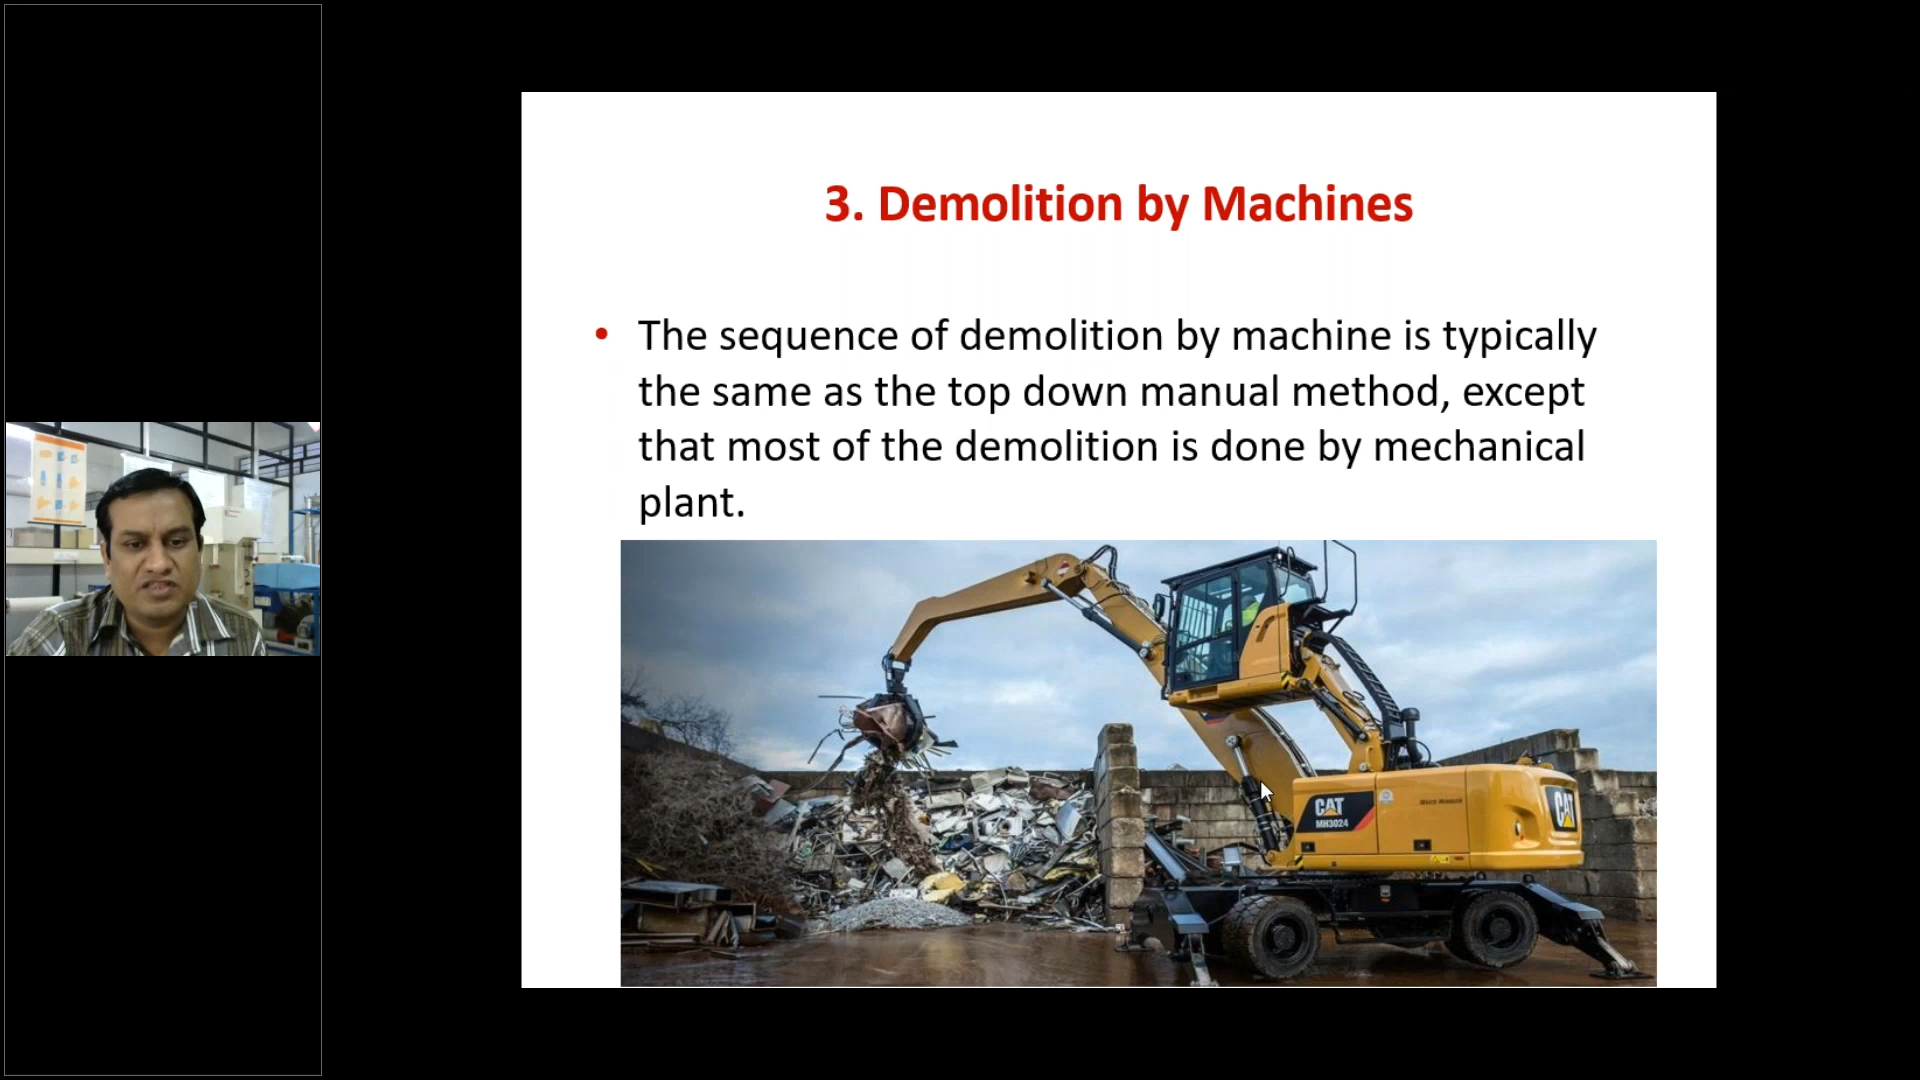 3. Demolition by Machines
• The sequence of demolition by machine is typically
the same as the top down manual method, except
that most of the demolition is done by mechanical
plant.
CAT
MH3024
CAT